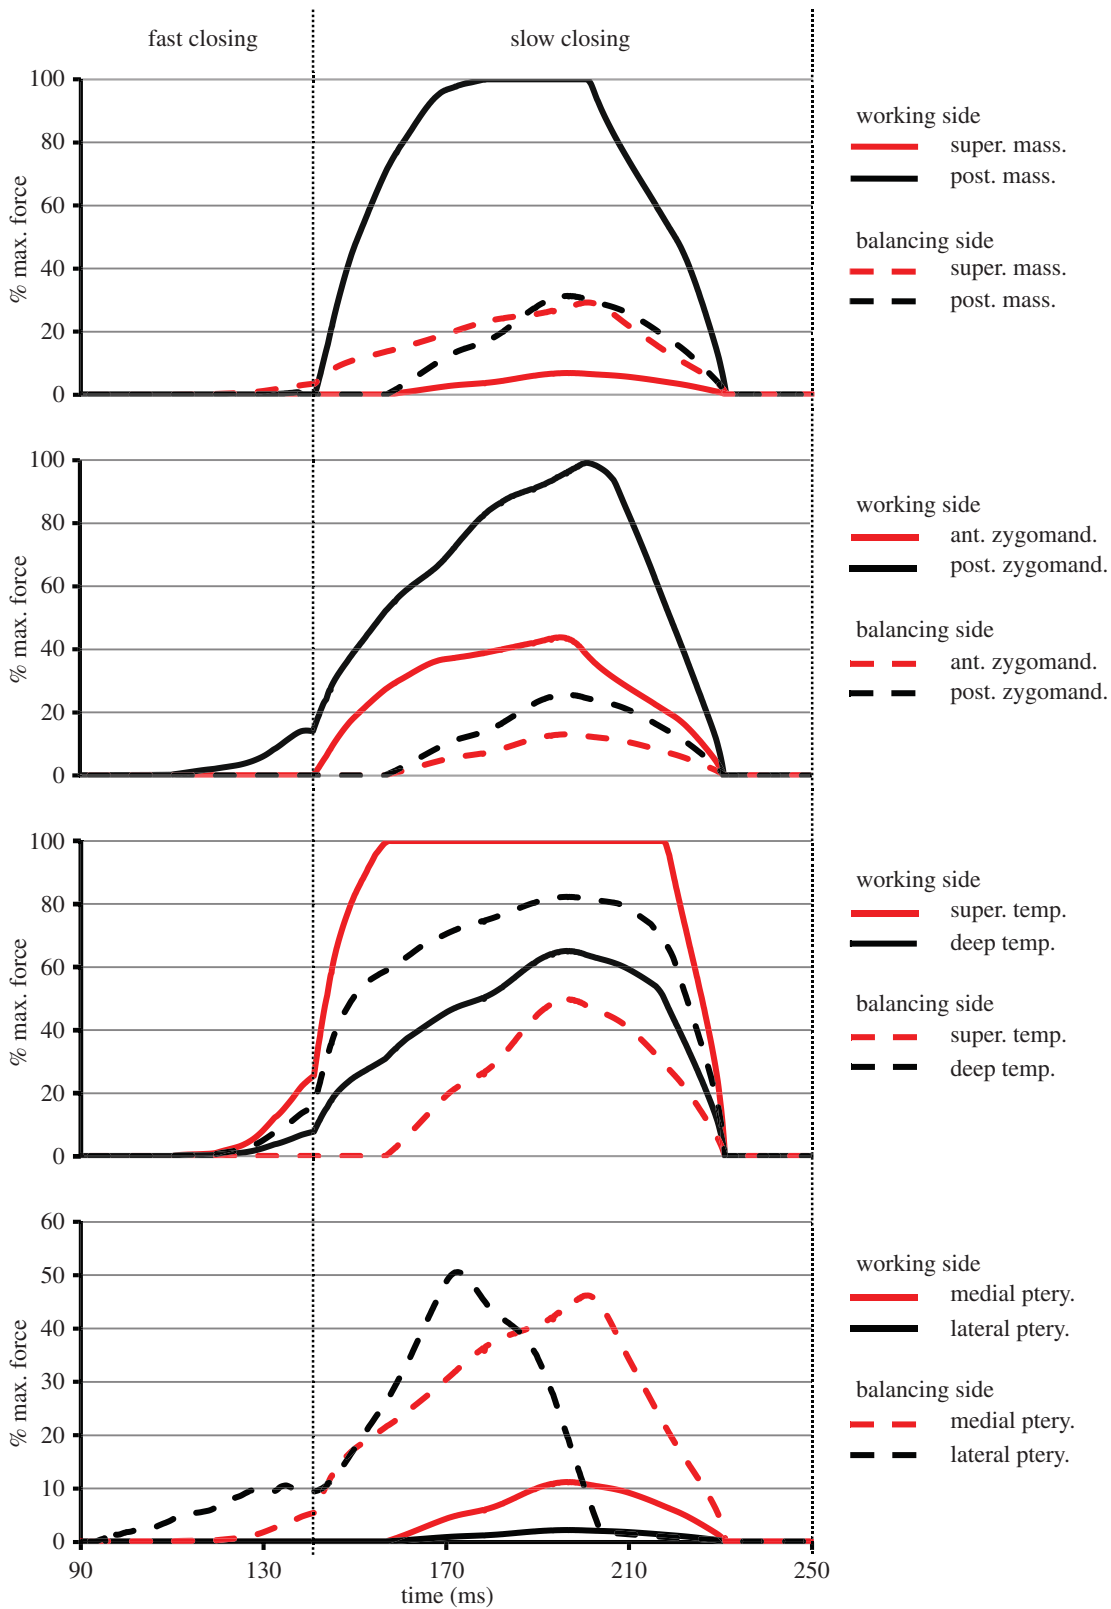 fast closing
slow closing
% max. force
100
80
60
40
20
0
working side
super. mass.
post. mass.
balancing side
super. mass.
post. mass.
% max. force
100
80
60
40
20
0
working side
ant. zygomand.
post. zygomand.
balancing side
ant. zygomand.
post. zygomand.
% max. force
100
80
60
40
20
0
working side
super. temp.
deep temp.
balancing side
super. temp.
deep temp.
% max. force
60
50
40
30
20
10
0
working side
medial ptery.
lateral ptery.
balancing side
medial ptery.
lateral ptery.
90 130 170 210 250
time (ms)